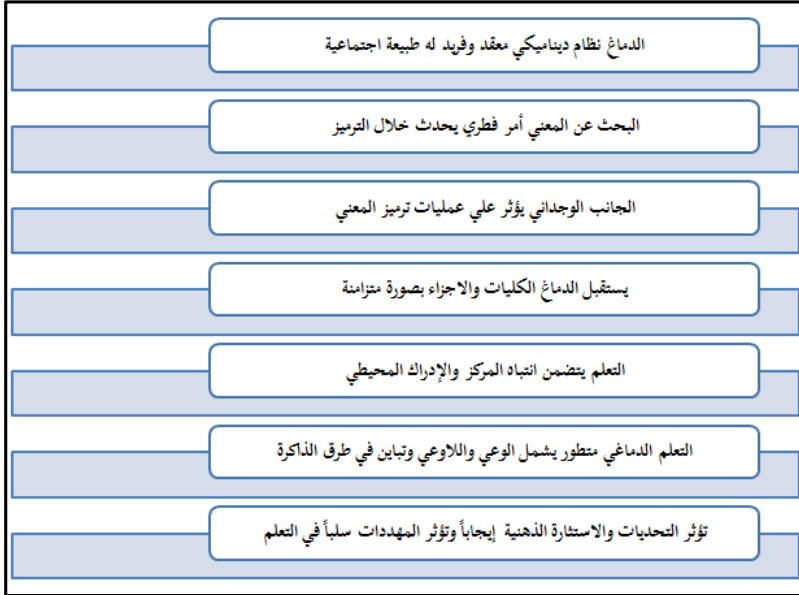 الدماغ نظام ديناميكي معقد وفريد له طبيعة اجتماعية
البحث عن المعني أمر فطري يحدث خلال الترميز
الجانب الوجداني يؤثر علي عمليات ترميز المعني
يستقبل الدماغ الكليات والاجزاء بصورة متزامنة
التعلم يتضمن انتباه المركز والإدراك المحيطي
التعلم الدماغي متطور يشمل الوعي واللاوعي وتباين في طرق الذاكرة
تؤثر التحديات والاستثارة الذهنية إيجاباً وتؤثر المهددات سلباً في التعلم